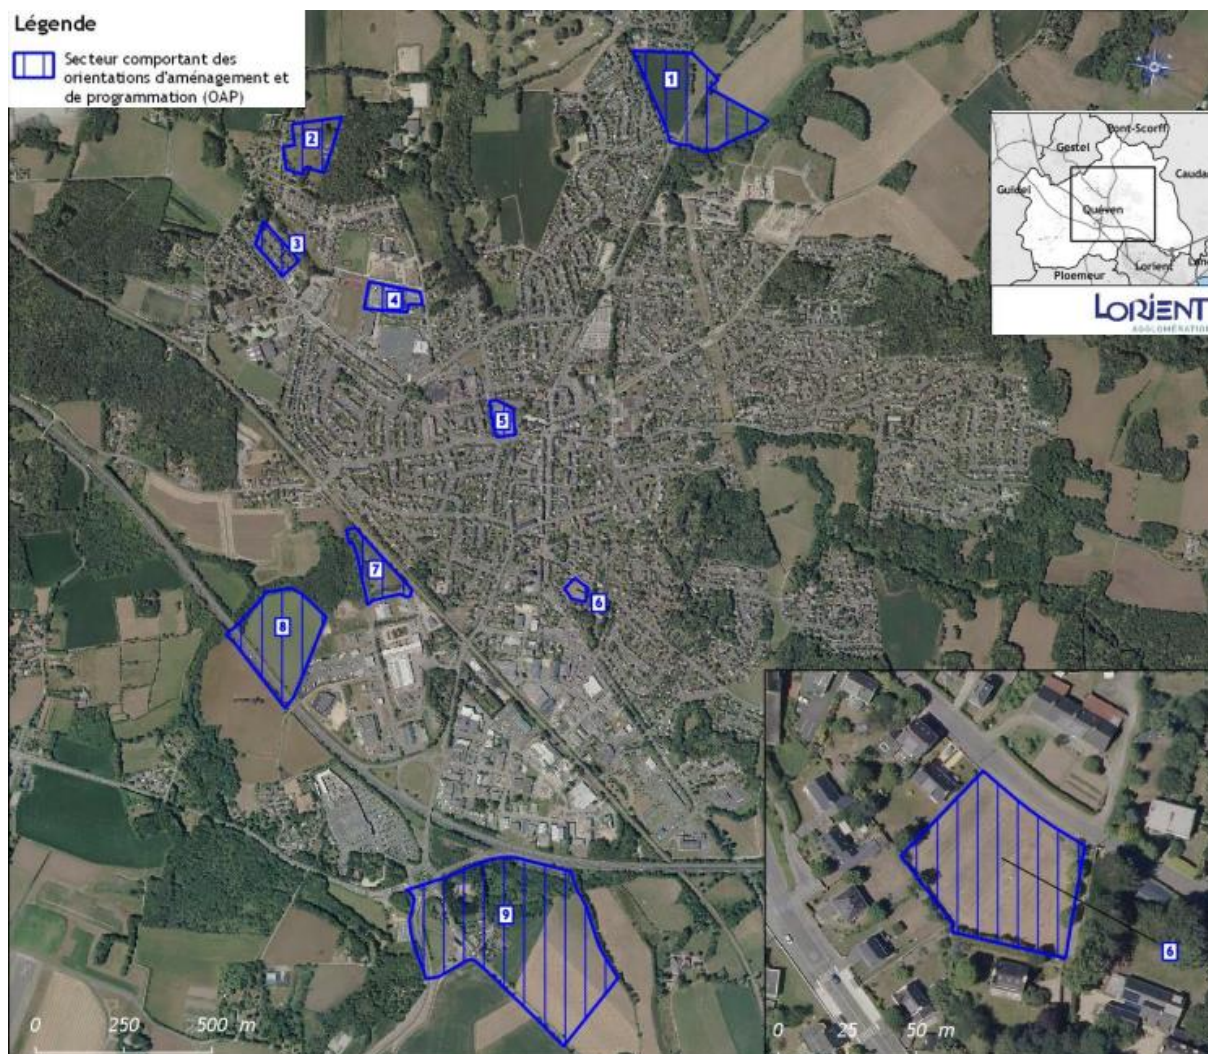 Légende
Secteur comportant des
orientations d'aménagement et
de programmation (OAP)
1
2
3
4
5
6
7
8
9
Pont-Scorff
Gestel
Caudan
Guidel
Quéven
Lorient
Ploemeur
LORIENT
AGGLOMÉRATION
0 250 500 m
6
0 25 50 m